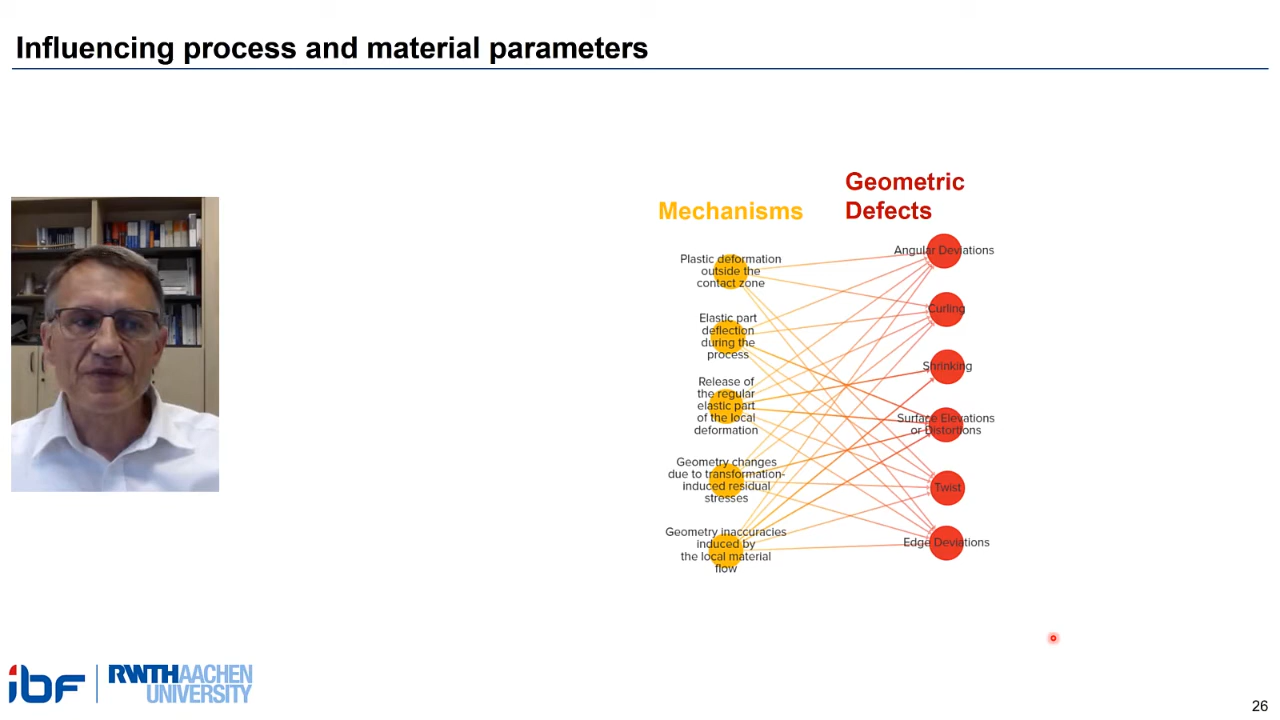 Influencing process and material parameters
Mechanisms
Geometric
Defects
Plastic deformation
outside the
contact zone
Elastic part
deflection
during the
process
Release of
the regular
elastic part
of the local
deformation
Geometry changes
due to transformation-
induced residual
stresses
Geometry inaccuracies
induced by
the local material
flow
Angular Deviations
Curling
Shrinking
Surface Elevations
or Distortions
Twist
Edge Deviations
ibf
RWTHAACHEN
UNIVERSITY
26